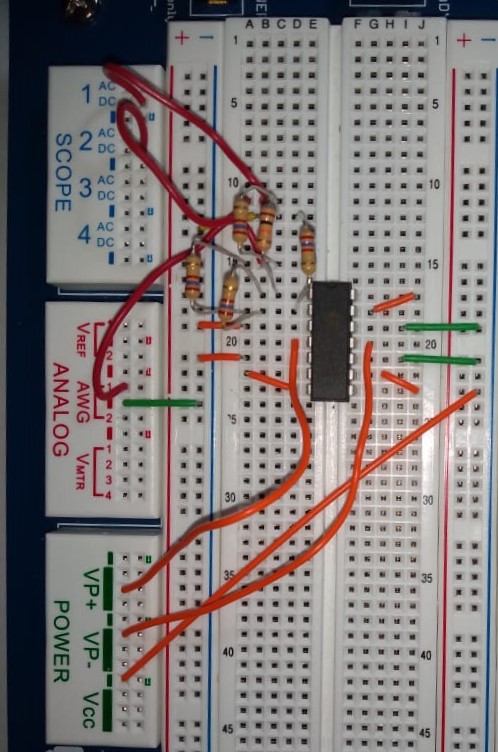 − +
1 5 10 15 20 25 30 35 40 45
J
I
H
G
F
E
D
C
B
A
1 5 10 20 25 30 35 40 45
− +
only
AC DC AC DC AC DC AC DC
1 2 3 4
SCOPE
2 1 2 1 2 3 4
VREF AWG VMTR
ANALOG
VP+ VP- Vcc
POWER